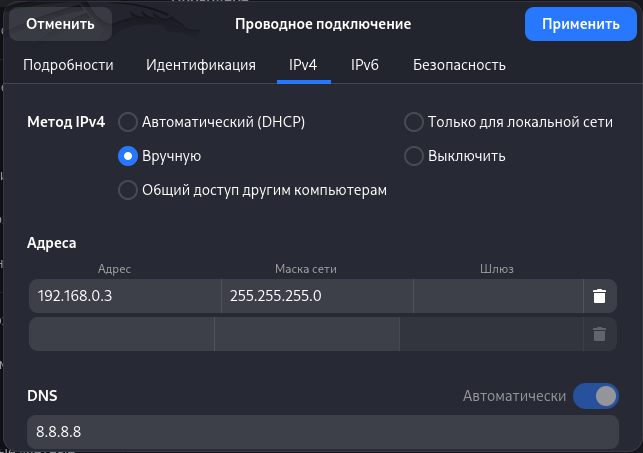 Отменить Проводное подключение Применить
Подробности Идентификация IPv4 IPv6 Безопасность
Метод IPv4 Автоматический (DHCP) Только для локальной сети
Вручную Выключить
Общий доступ другим компьютерам
Адреса
Адрес Маска сети Шлюз
192.168.0.3 255.255.255.0
DNS Автоматически
8.8.8.8